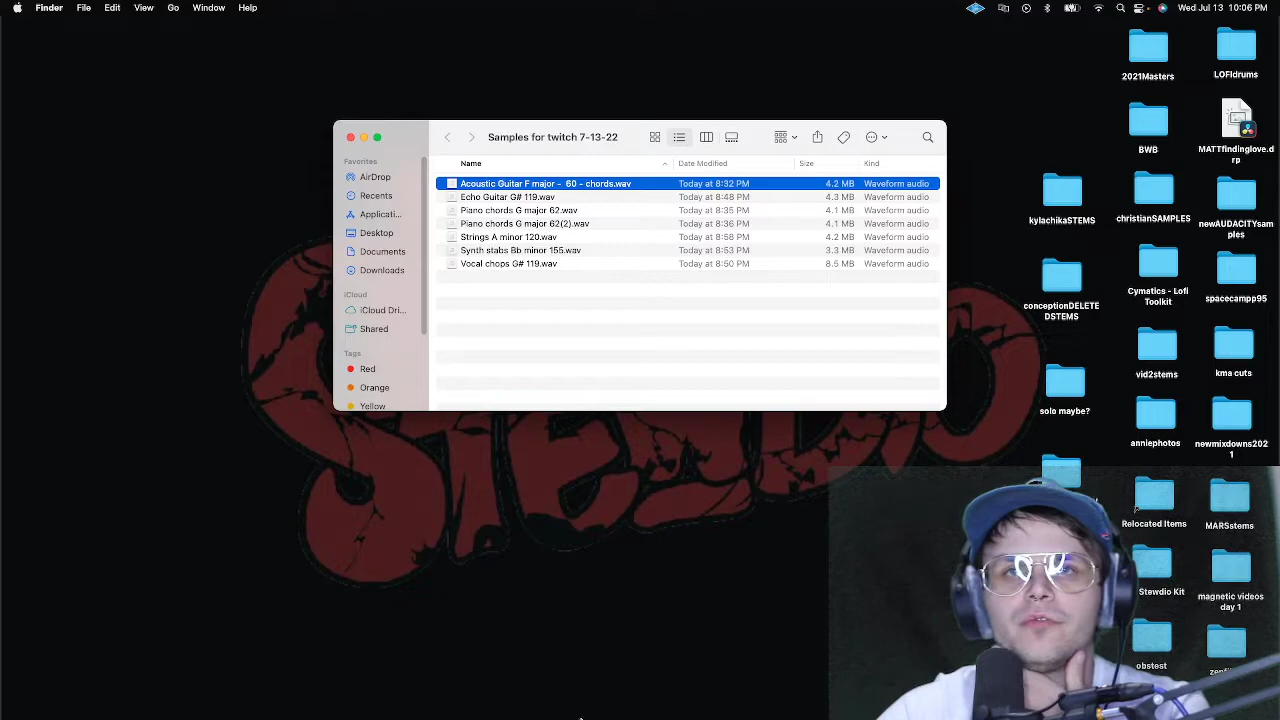 Finder File Edit View Go Window Help
Wed Jul 13 10:06 PM
Samples for twitch 7-13-22
Favorites
AirDrop
Recents
Applicati...
Desktop
Documents
Downloads
iCloud
iCloud Dri...
Shared
Tags
Red
Orange
Yellow
Name Date Modified Size Kind
Acoustic Guitar F major - 60 - chords.wav Today at 8:32 PM 4.2 MB Waveform audio
Echo Guitar G# 119.wav Today at 8:48 PM 4.3 MB Waveform audio
Piano chords G major 62.wav Today at 8:35 PM 4.1 MB Waveform audio
Piano chords G major 62(2).wav Today at 8:36 PM 4.1 MB Waveform audio
Strings A minor 120.wav Today at 8:58 PM 4.2 MB Waveform audio
Synth stabs Bb minor 155.wav Today at 8:53 PM 3.3 MB Waveform audio
Vocal chops G# 119.wav Today at 8:50 PM 8.5 MB Waveform audio
2021Masters
LOFIdrums
BWB
MATTfindinglove.d
rp
kylachikaSTEMS
christianSAMPLES
newAUDACITYsam
ples
conceptionDELETE
DSTEMS
Cymatics - Lofi
Toolkit
spacecampp95
vid2stems
kma cuts
solo maybe?
anniephotos
newmixdowns202
1
Relocated Items
MARSstems
Stewdio Kit
magnetic videos
day 1
obstest